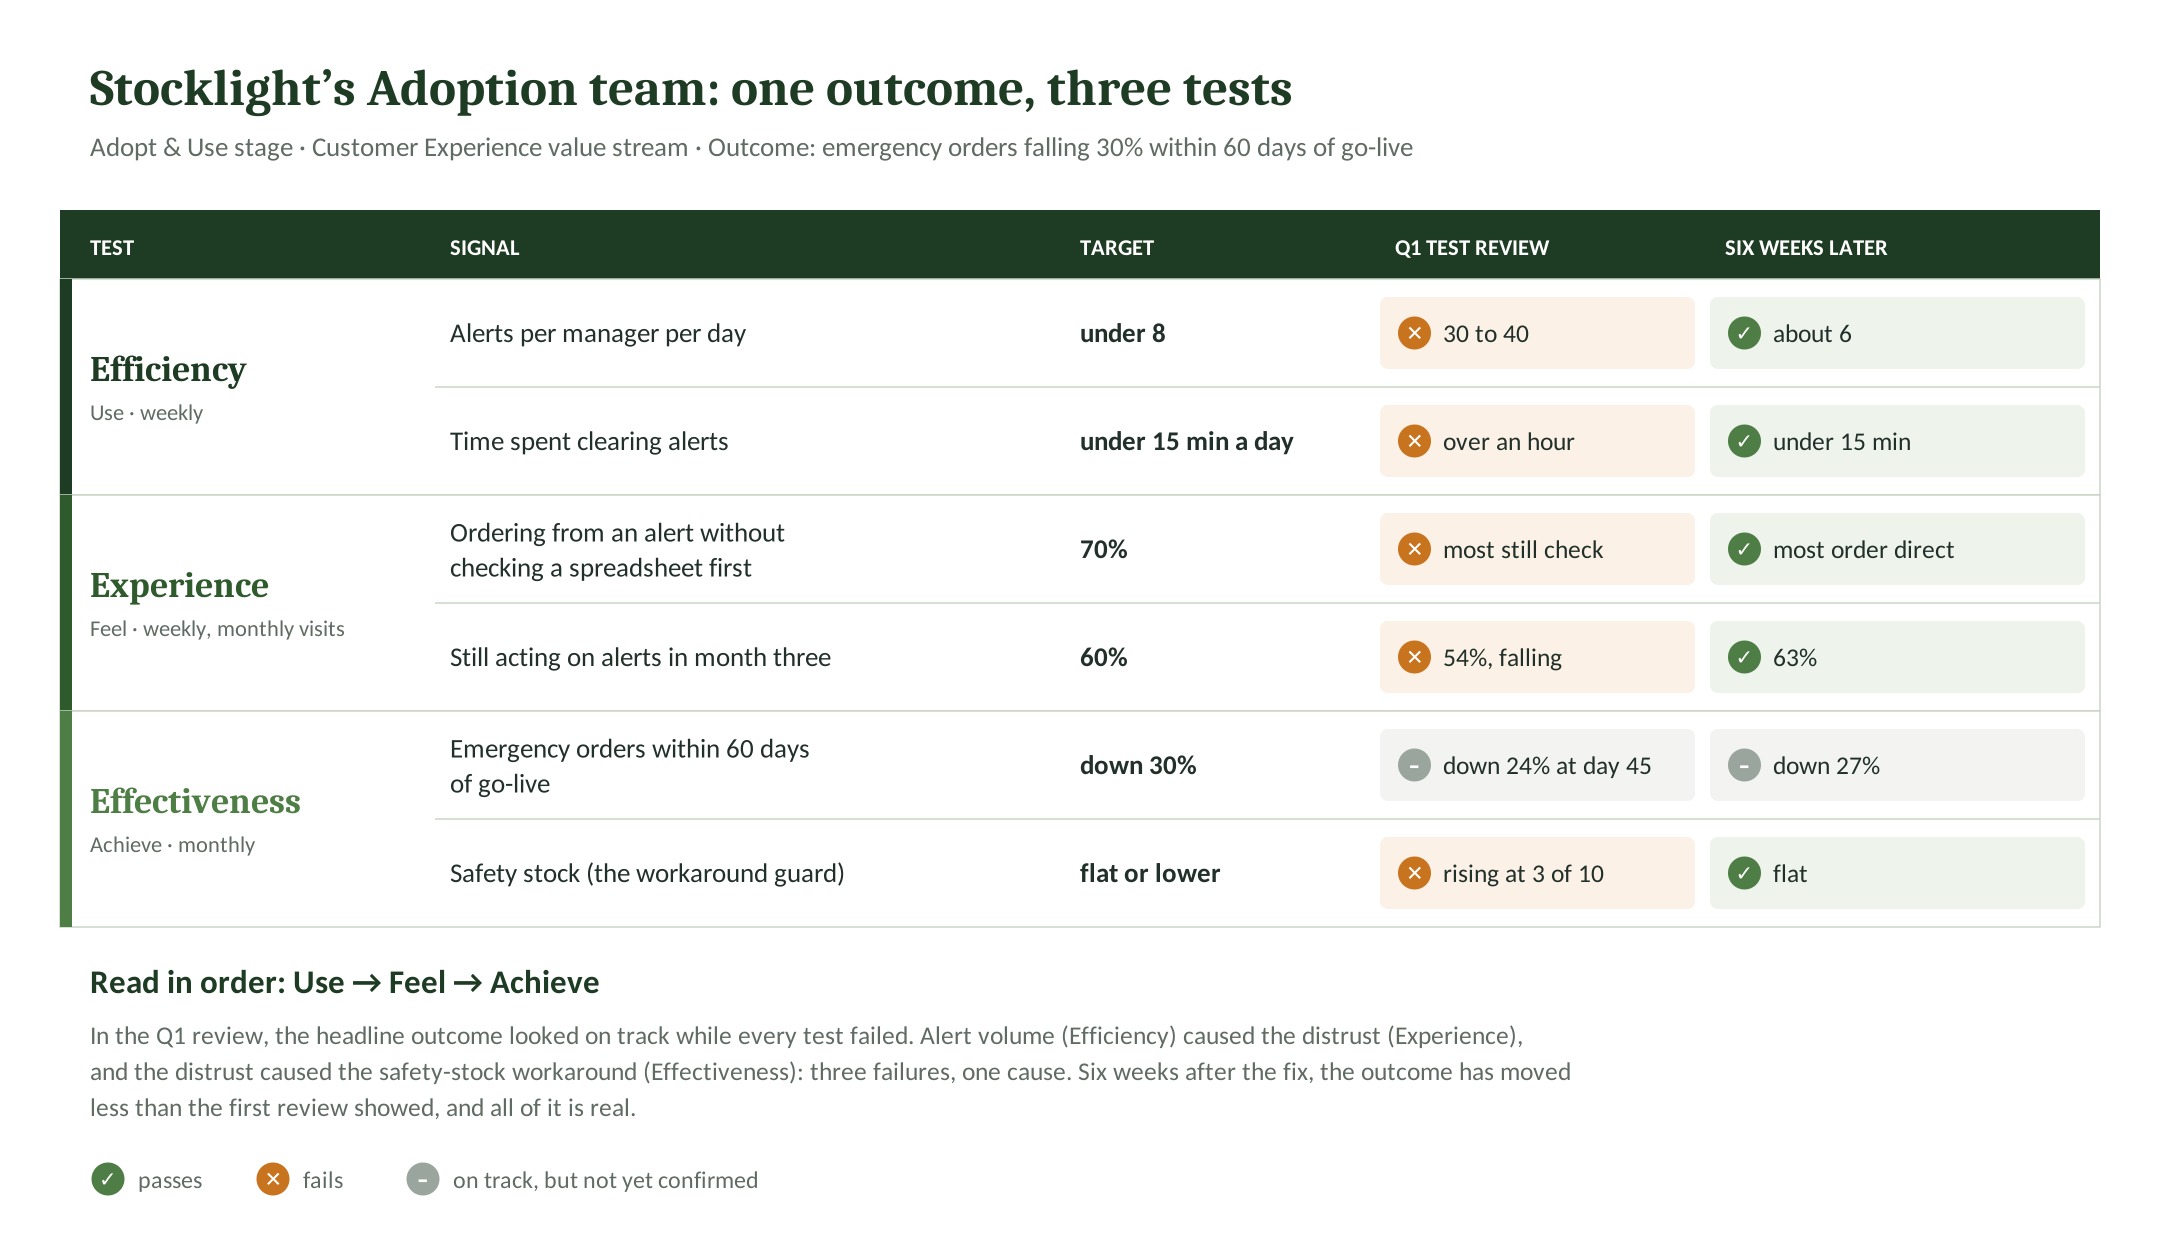 Stocklight’s Adoption team: one outcome, three tests
Adopt & Use stage · Customer Experience value stream · Outcome: emergency orders falling 30% within 60 days of go-live
TEST SIGNAL TARGET Q1 TEST REVIEW SIX WEEKS LATER
Efficiency
Use · weekly
Alerts per manager per day under 8 ✕ 30 to 40 ✓ about 6
Time spent clearing alerts under 15 min a day ✕ over an hour ✓ under 15 min
Experience
Feel · weekly, monthly visits
Ordering from an alert without
checking a spreadsheet first
70% ✕ most still check ✓ most order direct
Still acting on alerts in month three 60% ✕ 54%, falling ✓ 63%
Effectiveness
Achieve · monthly
Emergency orders within 60 days
of go-live
down 30% – down 24% at day 45 – down 27%
Safety stock (the workaround guard) flat or lower ✕ rising at 3 of 10 ✓ flat
Read in order: Use → Feel → Achieve
In the Q1 review, the headline outcome looked on track while every test failed. Alert volume (Efficiency) caused the distrust (Experience),
and the distrust caused the safety-stock workaround (Effectiveness): three failures, one cause. Six weeks after the fix, the outcome has moved
less than the first review showed, and all of it is real.
✓ passes ✕ fails – on track, but not yet confirmed